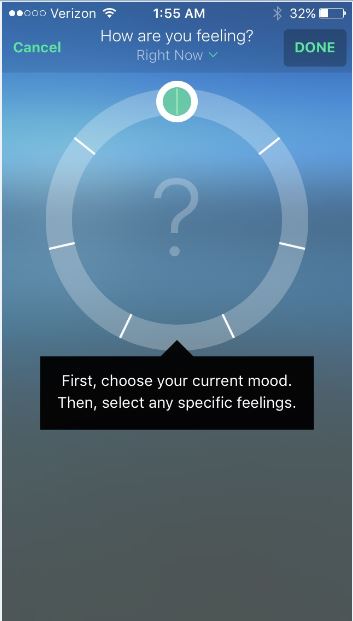 Verizon 1:55 AM 32%
Cancel How are you feeling? DONE
Right Now
?
First, choose your current mood.
Then, select any specific feelings.